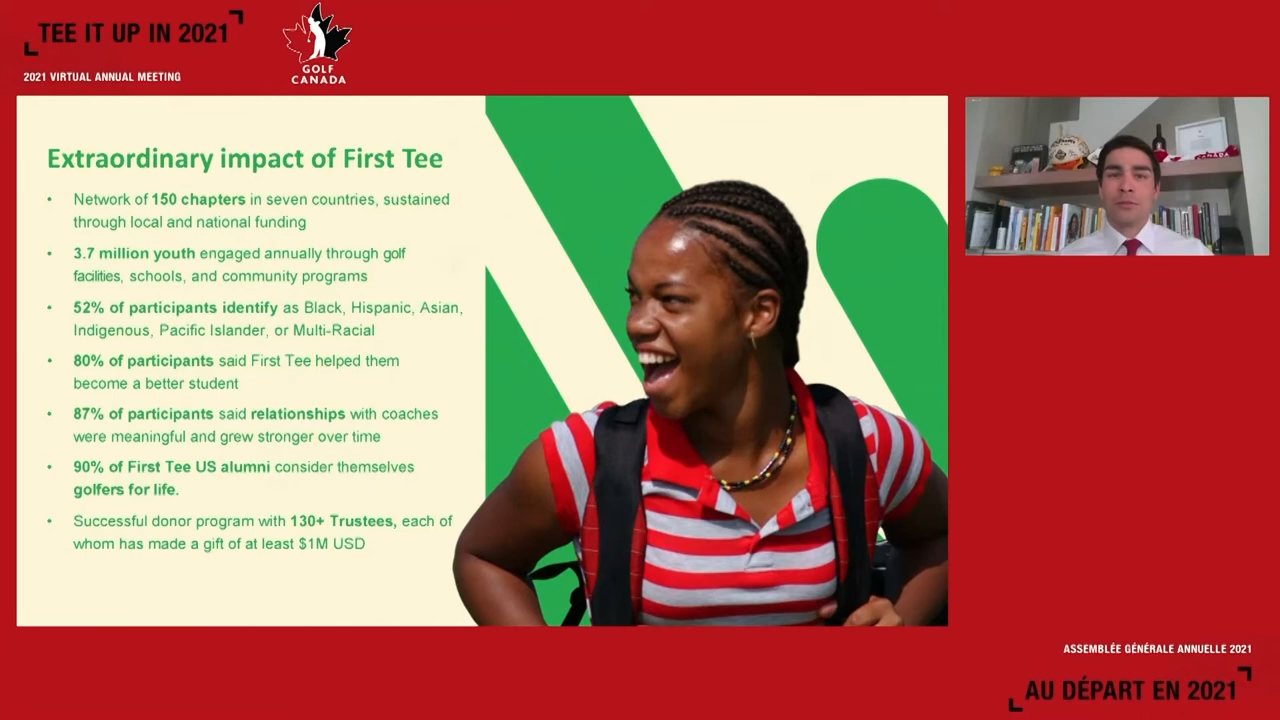 TEE IT UP IN 2021
2021 VIRTUAL ANNUAL MEETING
GOLF
CANADA
Extraordinary impact of First Tee
• Network of 150 chapters in seven countries, sustained
through local and national funding
• 3.7 million youth engaged annually through golf
facilities, schools, and community programs
• 52% of participants identify as Black, Hispanic, Asian,
Indigenous, Pacific Islander, or Multi-Racial
• 80% of participants said First Tee helped them
become a better student
• 87% of participants said relationships with coaches
were meaningful and grew stronger over time
• 90% of First Tee US alumni consider themselves
golfers for life.
• Successful donor program with 130+ Trustees, each of
whom has made a gift of at least $1M USD
CANADA
ASSEMBLÉE GÉNÉRALE ANNUELLE 2021
AU DÉPART EN 2021